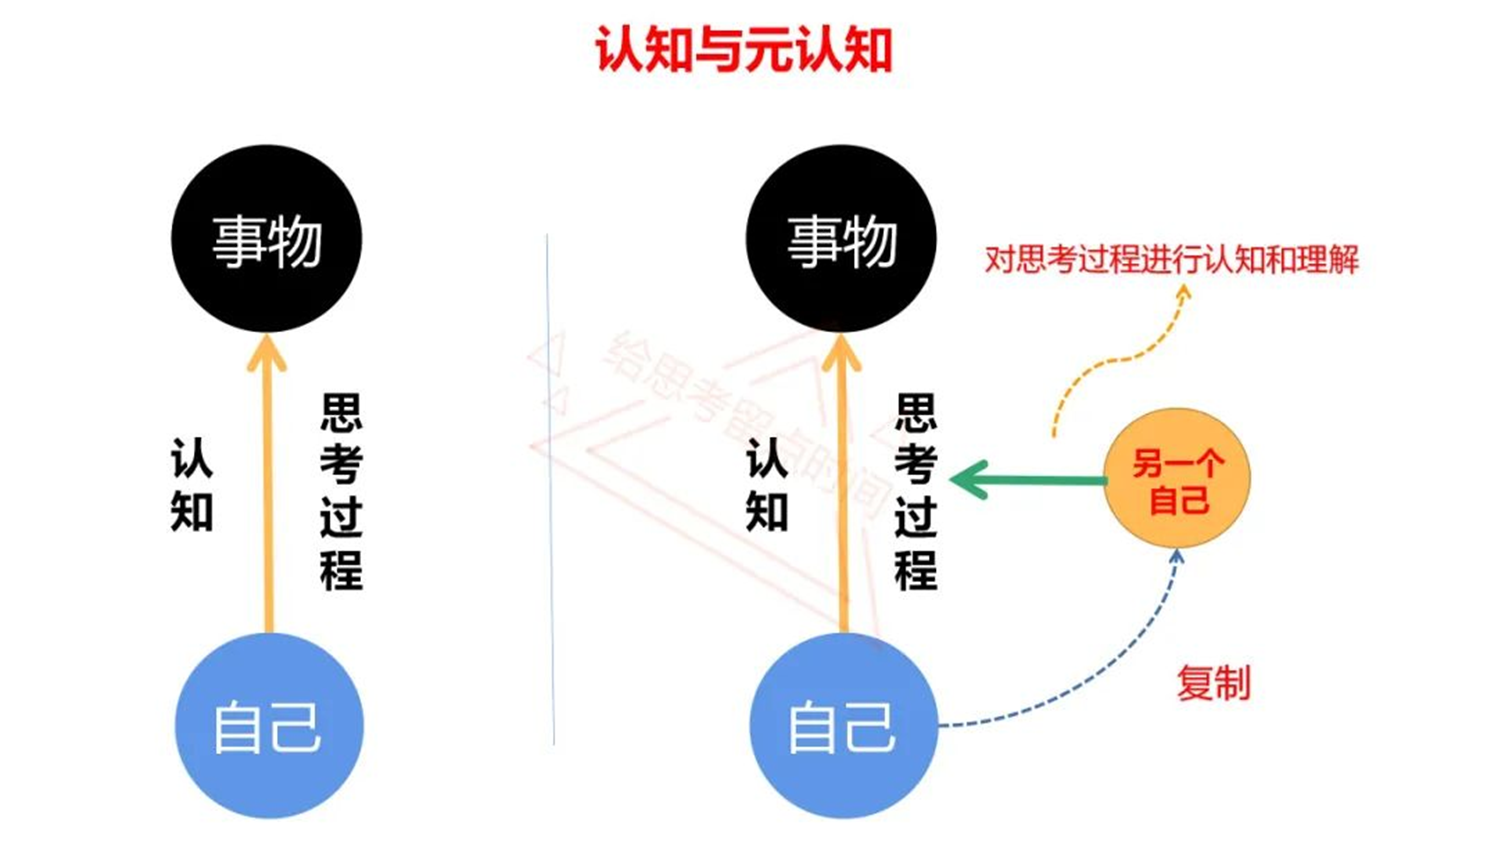 认知与元认知
事物
认知
思考过程
自己
事物
认知
思考过程
自己
对思考过程进行认知和理解
另一个
自己
复制
给思考留点时间